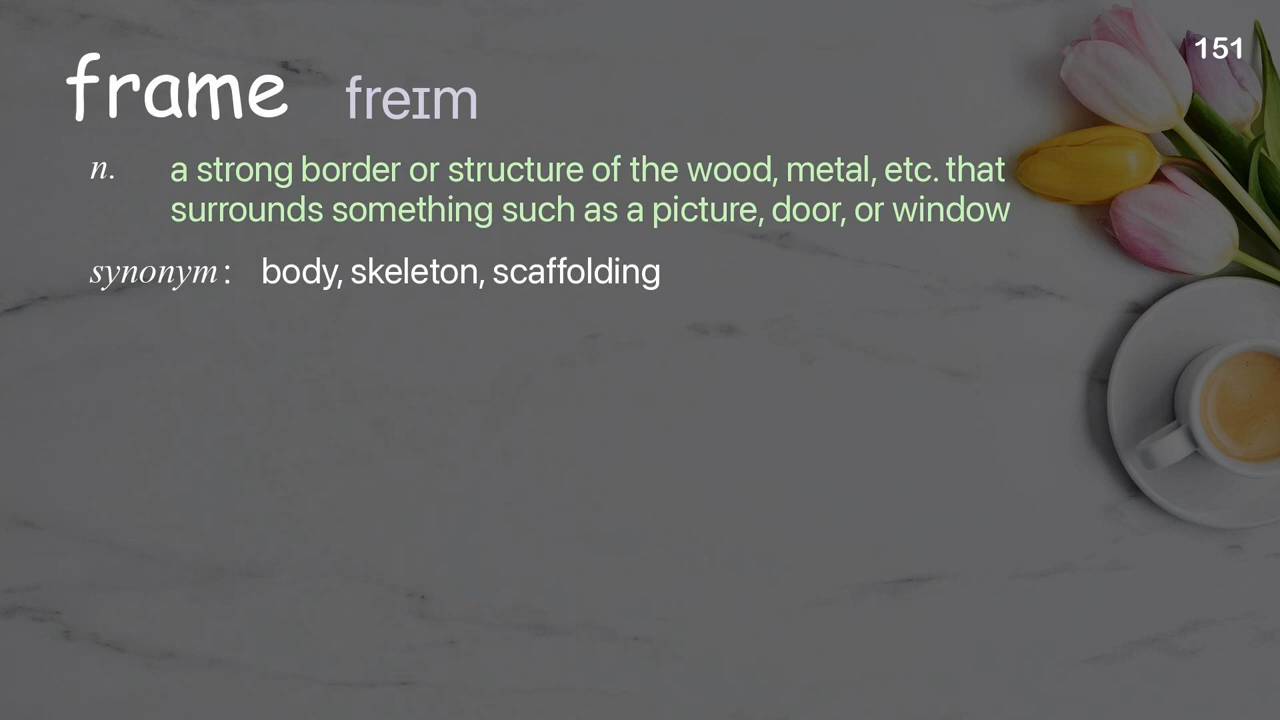 151
frame freɪm
n. a strong border or structure of the wood, metal, etc. that
surrounds something such as a picture, door, or window
synonym: body, skeleton, scaffolding